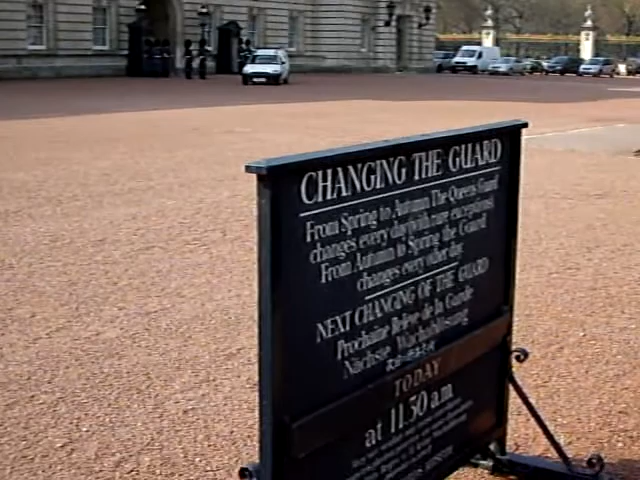 CHANGING THE GUARD
From Spring to Autumn The Queens Guard
changes every day (with rare exceptions)
From Autumn to Spring the Guard
changes every other day
NEXT CHANGING OF THE GUARD
Prochaine Relève de la Garde
Nächste Wachablösung
TODAY
at 11.30 a.m.